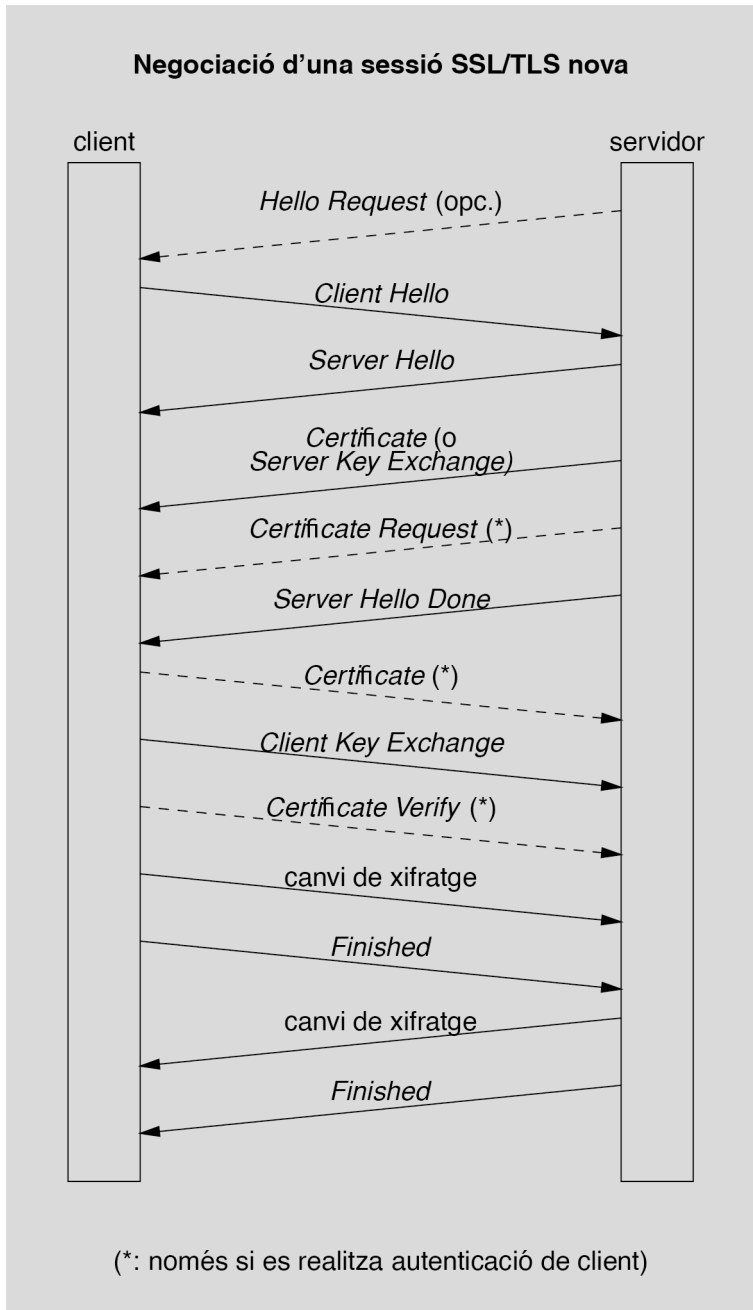 Negociació d’una sessió SSL/TLS nova
client
servidor
Hello Request (opc.)
Client Hello
Server Hello
Certificate (o
Server Key Exchange)
Certificate Request (*)
Server Hello Done
Certificate (*)
Client Key Exchange
Certificate Verify (*)
canvi de xifratge
Finished
canvi de xifratge
Finished
(*: només si es realitza autenticació de client)